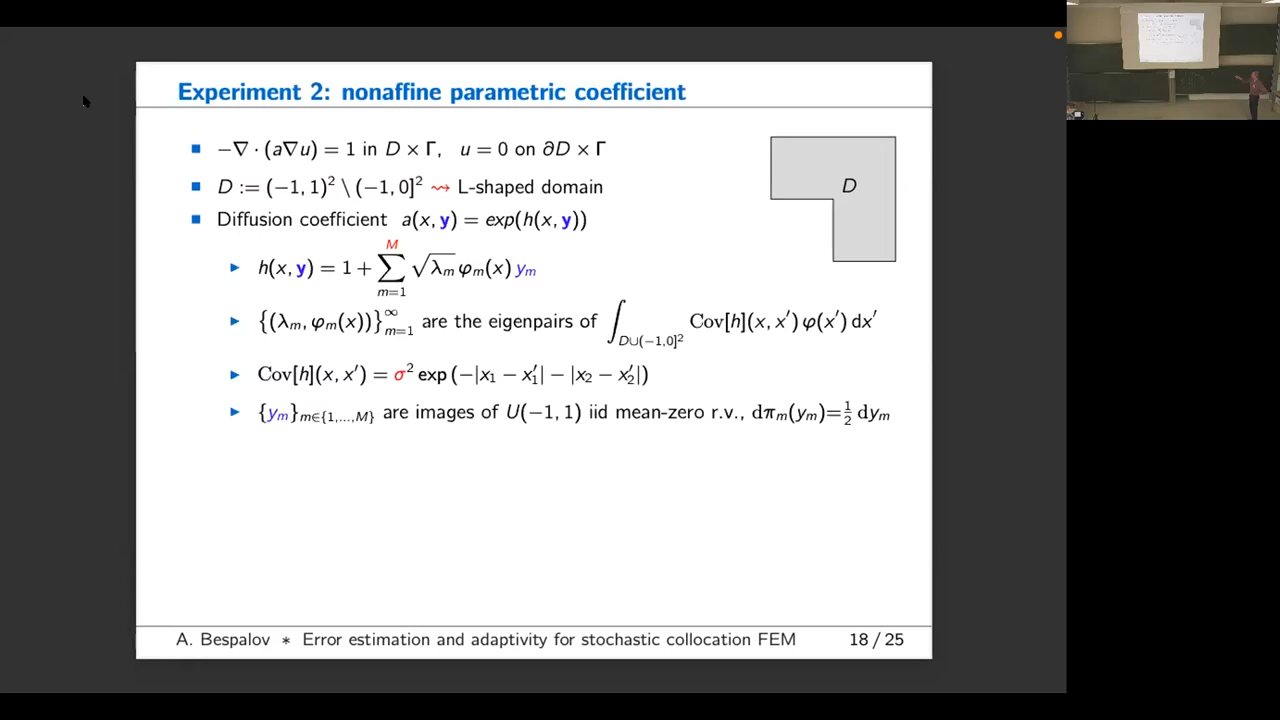 Experiment 2: nonaffine parametric coefficient
−∇ · (a∇u) = 1 in D × Γ, u = 0 on ∂D × Γ
D := (−1, 1)² \ (−1, 0]² ⇝ L-shaped domain
D
Diffusion coefficient a(x, y) = exp(h(x, y))
h(x, y) = 1 + ∑_{m=1}^{M} √λₘ φₘ(x) yₘ
{(λₘ, φₘ(x))}_{m=1}^{∞} are the eigenpairs of ∫_{D∪(−1,0]²} Cov[h](x, x′) φ(x′) dx′
Cov[h](x, x′) = σ² exp (−|x₁ − x₁′| − |x₂ − x₂′|)
{yₘ}_{m∈{1,...,M}} are images of U(−1, 1) iid mean-zero r.v., dπₘ(yₘ)=½ dyₘ
A. Bespalov ∗ Error estimation and adaptivity for stochastic collocation FEM 18 / 25